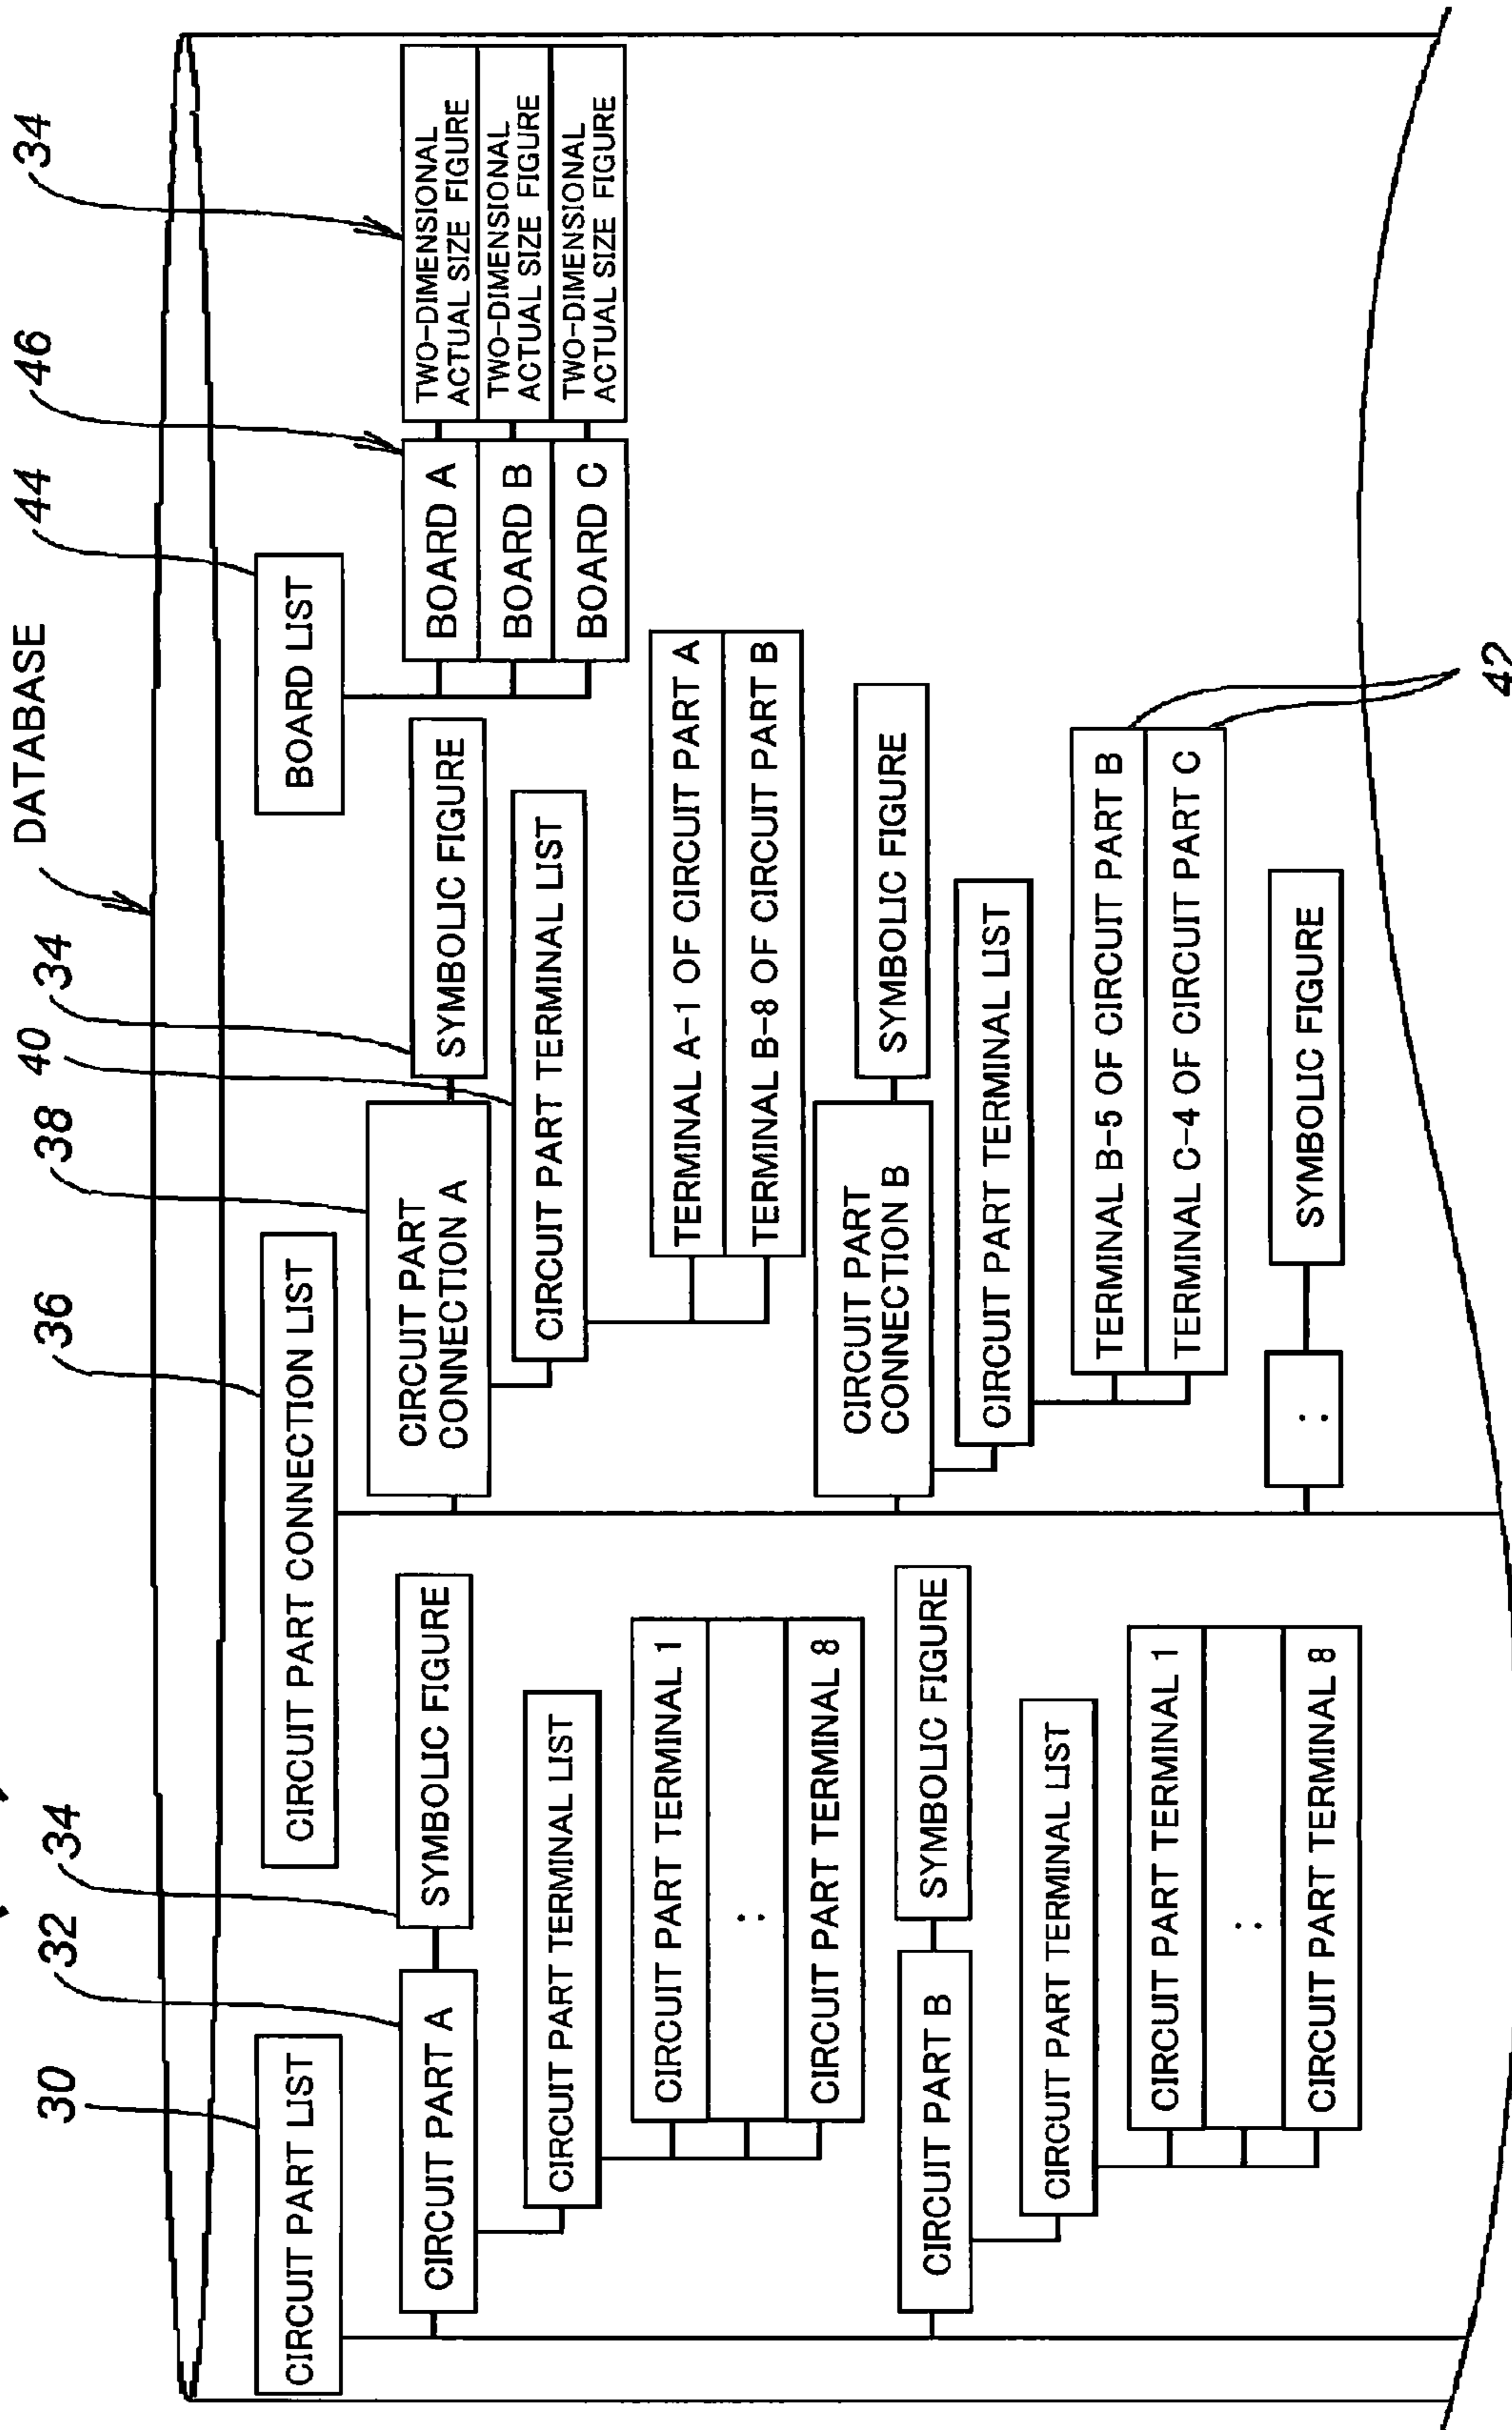 DATABASE
30
32
34
36
38
40
34
44
46
34
CIRCUIT PART LIST
CIRCUIT PART A
SYMBOLIC FIGURE
CIRCUIT PART TERMINAL LIST
CIRCUIT PART TERMINAL 1
:
CIRCUIT PART TERMINAL 8
CIRCUIT PART B
SYMBOLIC FIGURE
CIRCUIT PART TERMINAL LIST
CIRCUIT PART TERMINAL 1
:
CIRCUIT PART TERMINAL 8
CIRCUIT PART CONNECTION LIST
CIRCUIT PART
CONNECTION A
SYMBOLIC FIGURE
CIRCUIT PART TERMINAL LIST
TERMINAL A-1 OF CIRCUIT PART A
TERMINAL B-8 OF CIRCUIT PART B
CIRCUIT PART
CONNECTION B
SYMBOLIC FIGURE
CIRCUIT PART TERMINAL LIST
TERMINAL B-5 OF CIRCUIT PART B
TERMINAL C-4 OF CIRCUIT PART C
42
:
SYMBOLIC FIGURE
BOARD LIST
BOARD A
TWO-DIMENSIONAL
ACTUAL SIZE FIGURE
BOARD B
TWO-DIMENSIONAL
ACTUAL SIZE FIGURE
BOARD C
TWO-DIMENSIONAL
ACTUAL SIZE FIGURE